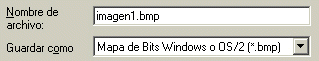 Nombre de
archivo:
imagen1.bmp
Guardar como
Mapa de Bits Windows o OS/2 (*.bmp)